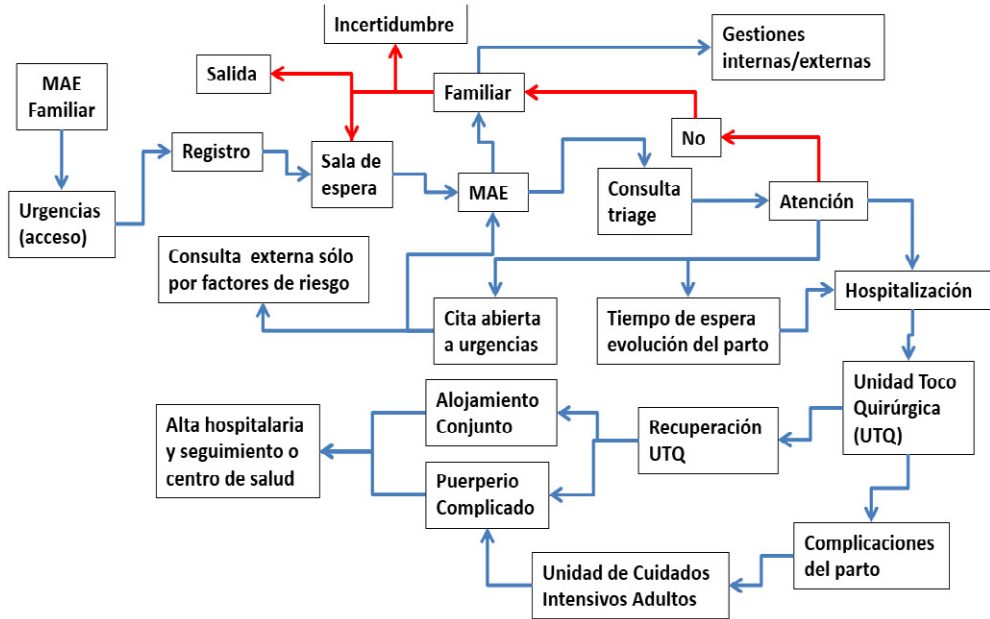 Incertidumbre
Gestiones
internas/externas
Salida
MAE
Familiar
Familiar
No
Registro
Sala de
espera
MAE
Consulta
triage
Atención
Urgencias
(acceso)
Consulta externa sólo
por factores de riesgo
Hospitalización
Cita abierta
a urgencias
Tiempo de espera
evolución del parto
Unidad Toco
Quirúrgica
(UTQ)
Alojamiento
Conjunto
Recuperación
UTQ
Alta hospitalaria
y seguimiento o
centro de salud
Puerperio
Complicado
Complicaciones
del parto
Unidad de Cuidados
Intensivos Adultos